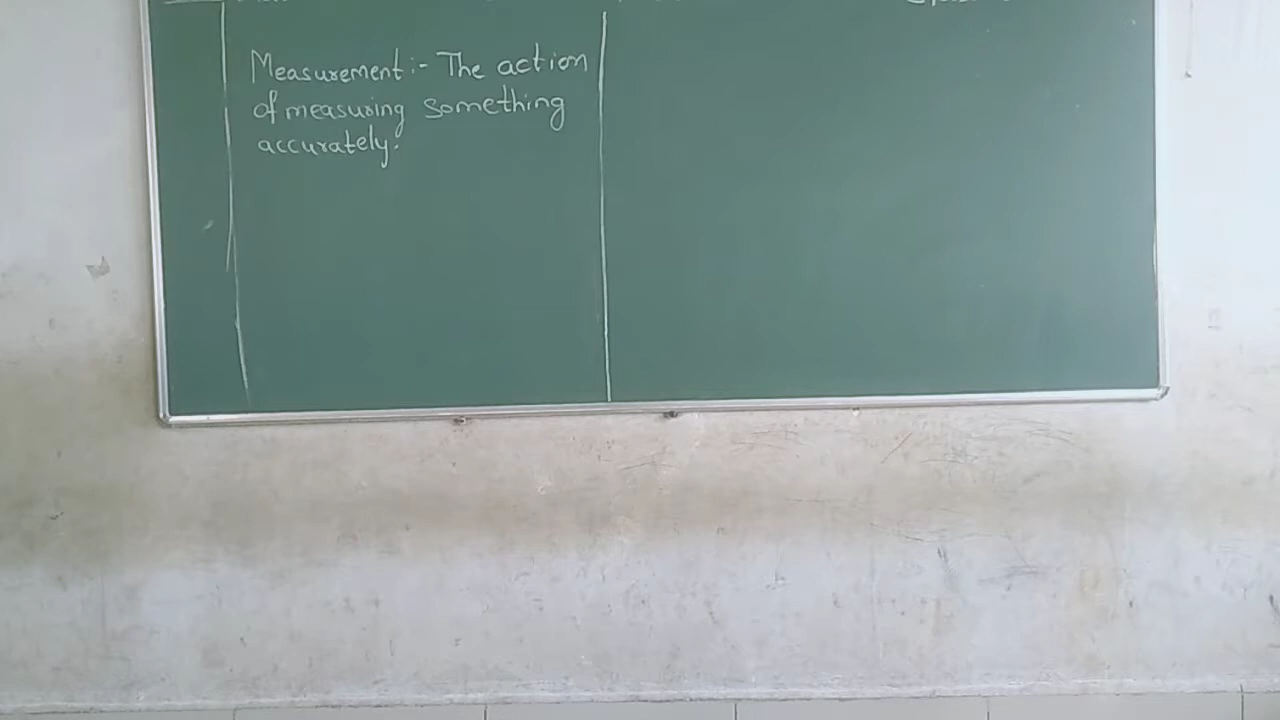 Measurement:- The action
of measuring something
accurately.